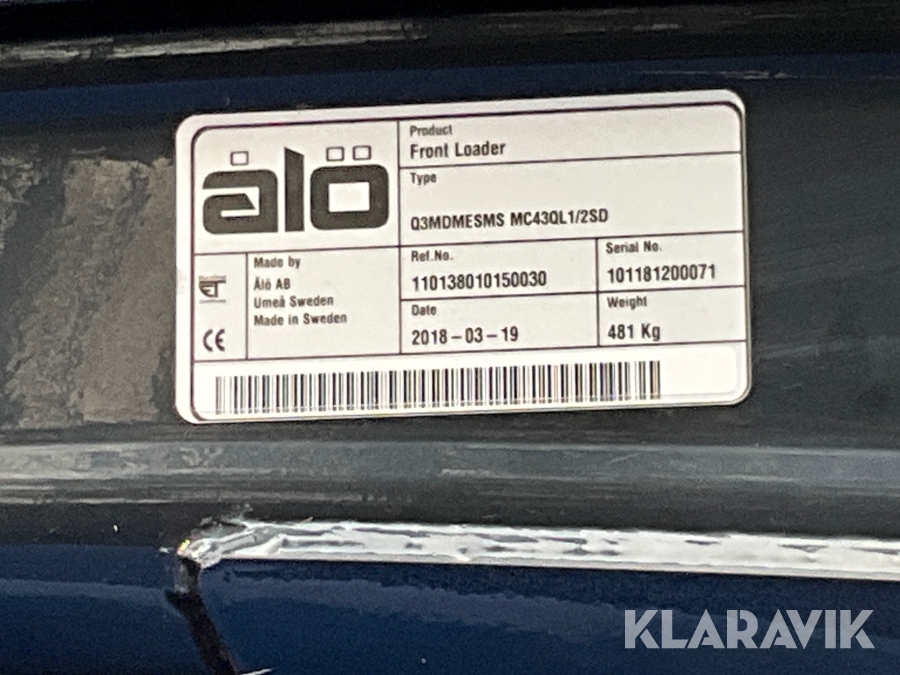 älö
Product
Front Loader
Type
Q3MDMESMS MC43QL1/2SD
Made by
Ålö AB
Umeå Sweden
Made in Sweden
Ref.No.
110138010150030
Serial No.
101181200071
Date
2018-03-19
Weight
481 Kg
CE
KLARAVIK